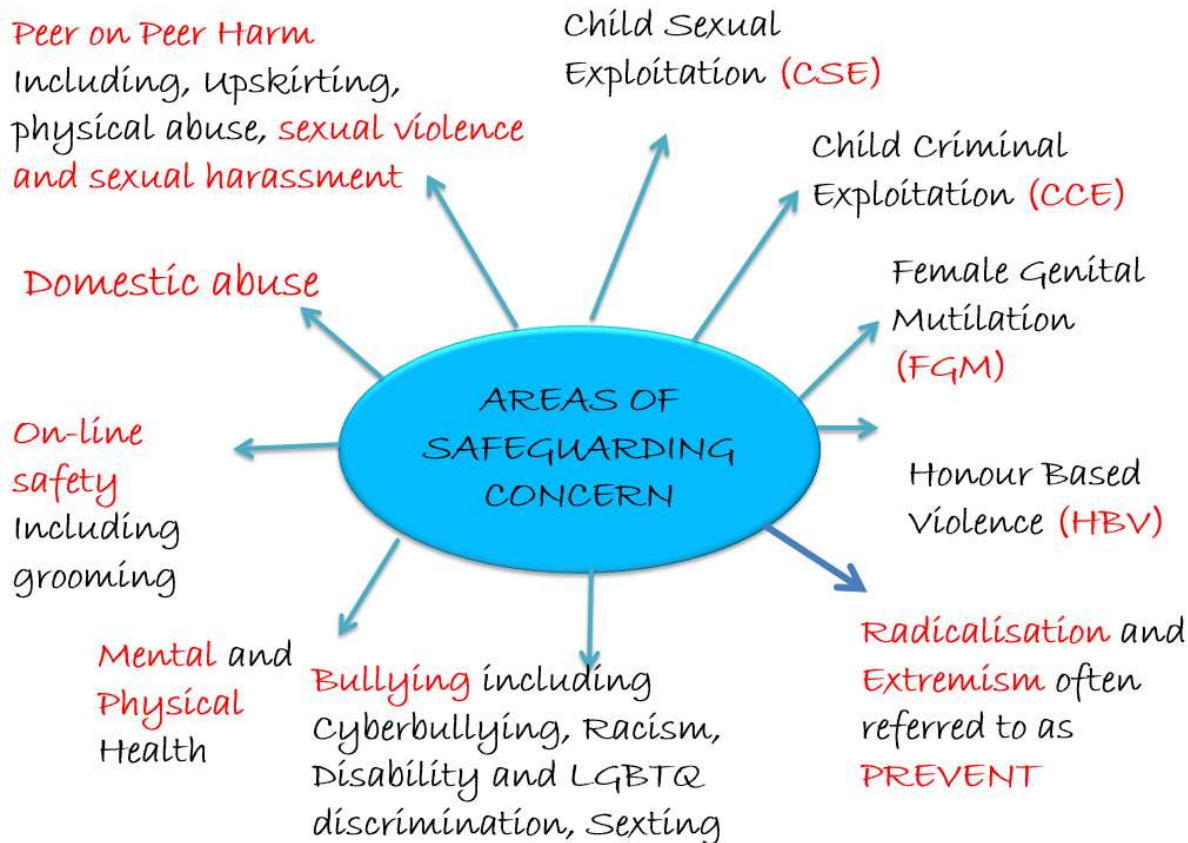 Peer on Peer Harm
Including, Upskirting,
physical abuse, sexual violence
and sexual harassment
Child Sexual
Exploitation (CSE)
Child Criminal
Exploitation (CCE)
Domestic abuse
Female Genital
Mutilation
(FGM)
AREAS OF
SAFEGUARDING
CONCERN
On-line
safety
Including
grooming
Honour Based
Violence (HBV)
Mental and
Physical
Health
Bullying including
Cyberbullying, Racism,
Disability and LGBTQ
discrimination, Sexting
Radicalisation and
Extremism often
referred to as
PREVENT